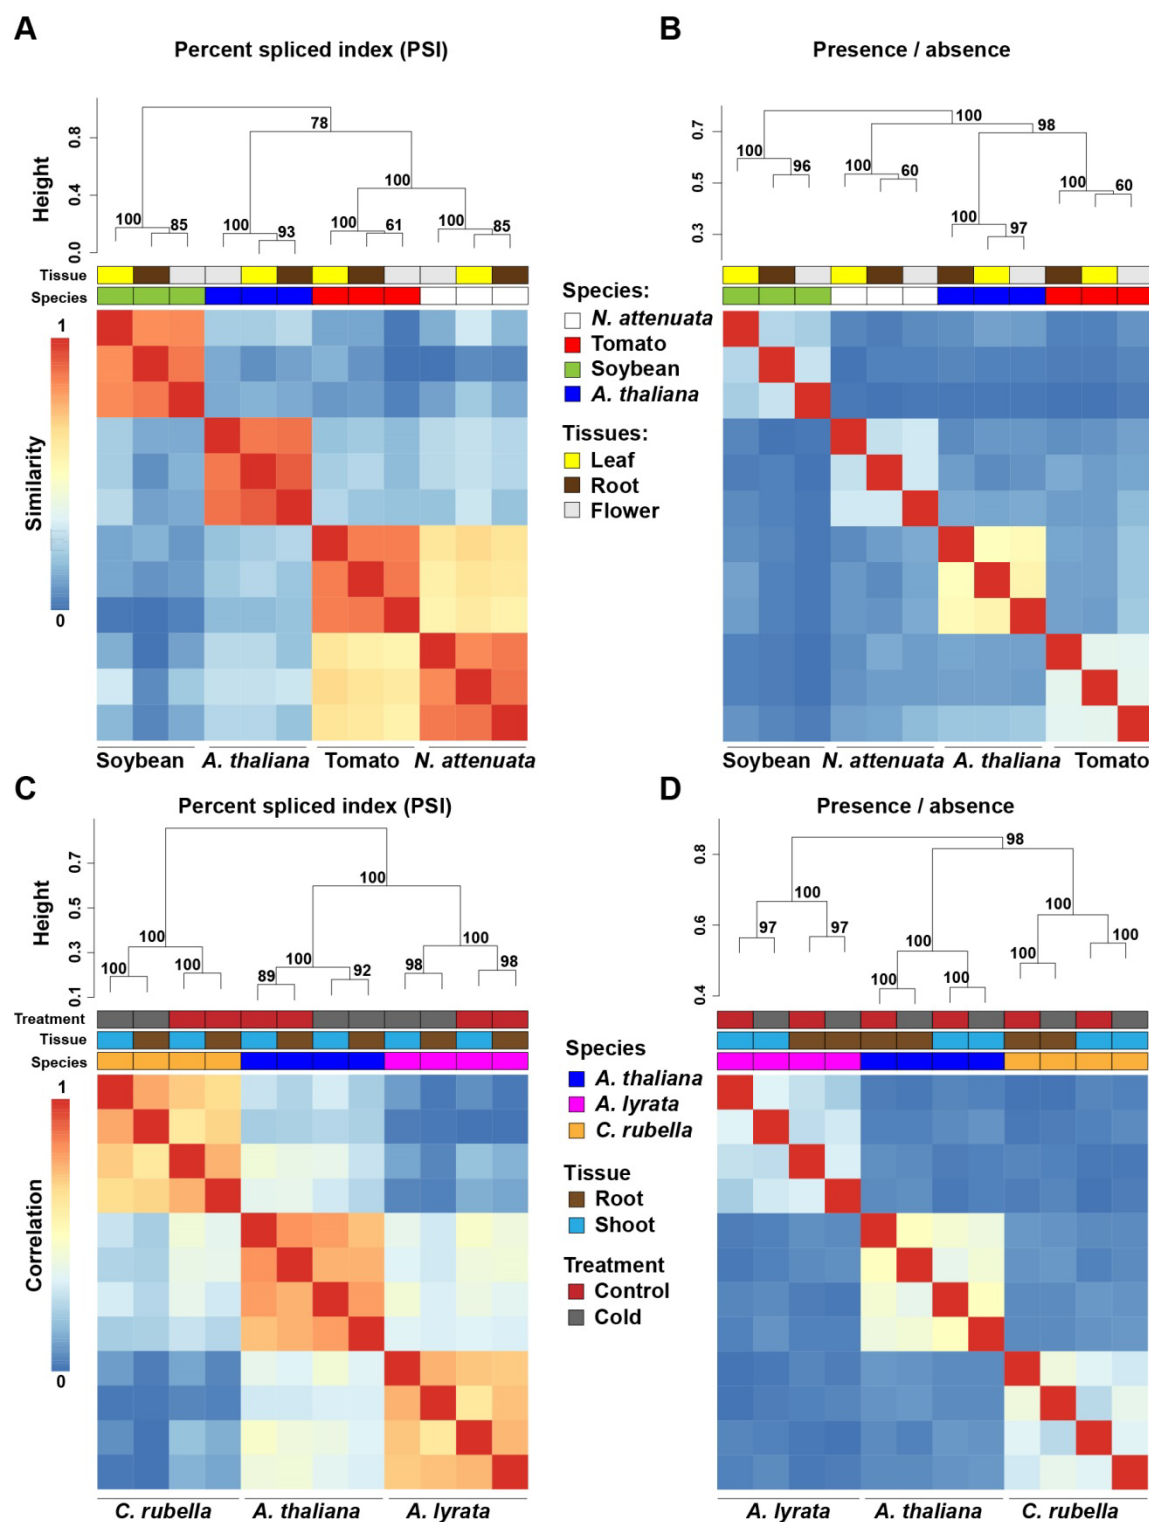 A
Percent spliced index (PSI)
Height
0.8
0.4
0.0
78
100
100
85
100
93
100
61
100
85
Tissue
Species
Similarity
1
0
Soybean
A. thaliana
Tomato
N. attenuata
Species:
N. attenuata
Tomato
Soybean
A. thaliana
Tissues:
Leaf
Root
Flower
B
Presence / absence
0.7
0.5
0.3
100
98
100
96
100
60
100
60
100
97
Soybean
N. attenuata
A. thaliana
Tomato
C
Percent spliced index (PSI)
Height
0.7
0.5
0.3
0.1
100
100
100
100
100
100
89
92
98
98
Treatment
Tissue
Species
Correlation
1
0
C. rubella
A. thaliana
A. lyrata
Species
A. thaliana
A. lyrata
C. rubella
Tissue
Root
Shoot
Treatment
Control
Cold
D
Presence / absence
0.8
0.6
0.4
98
100
97
97
100
100
100
100
100
100
A. lyrata
A. thaliana
C. rubella